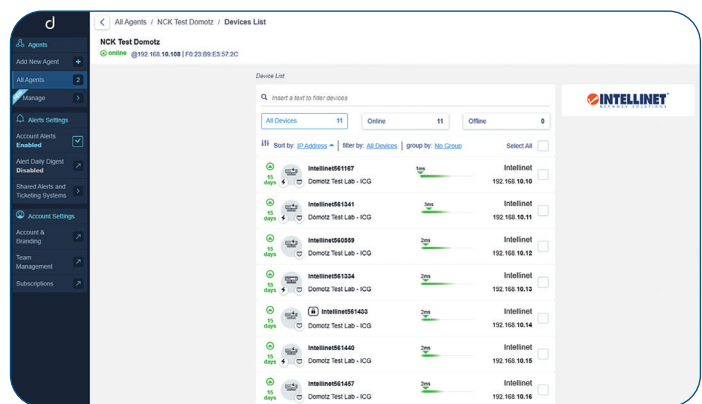 d
All Agents / NCK Test Domotz / Devices List
NCK Test Domotz
online @192.168.10.108 | F0:23:B9:E3:57:2C
Agents
Add New Agent +
All Agents 2
Manage
Alerts Settings
Account Alerts
Enabled
Alert Daily Digest
Disabled
Shared Alerts and
Ticketing Systems
Account Settings
Account &
Branding
Team
Management
Subscriptions
Device List
Insert a text to filter devices
All Devices 11 Online 11 Offline 0
Sort by: IP Address | filter by: All Devices | group by: No Group Select All
INTELLINET
NETWORK SOLUTIONS
15 days Intellinet561167 1ms Intellinet
Domotz Test Lab - ICG 192.168.10.10
15 days Intellinet561341 3ms Intellinet
Domotz Test Lab - ICG 192.168.10.11
15 days Intellinet560559 2ms Intellinet
Domotz Test Lab - ICG 192.168.10.12
15 days Intellinet561334 2ms Intellinet
Domotz Test Lab - ICG 192.168.10.13
15 days Intellinet561433 2ms Intellinet
Domotz Test Lab - ICG 192.168.10.14
15 days Intellinet561440 2ms Intellinet
Domotz Test Lab - ICG 192.168.10.15
15 days Intellinet561457 2ms Intellinet
Domotz Test Lab - ICG 192.168.10.16